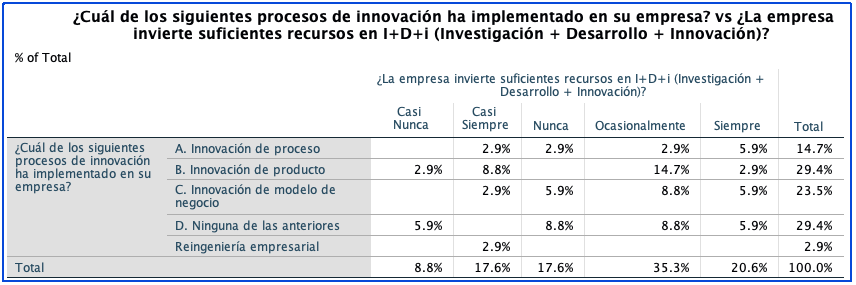 ¿Cuál de los siguientes procesos de innovación ha implementado en su empresa? vs ¿La empresa
invierte suficientes recursos en I+D+i (Investigación + Desarrollo + Innovación)?
% of Total
¿La empresa invierte suficientes recursos en I+D+i (Investigación +
Desarrollo + Innovación)?
Casi Nunca Casi Siempre Nunca Ocasionalmente Siempre Total
¿Cuál de los siguientes procesos de innovación ha implementado en su empresa?
A. Innovación de proceso 2.9% 2.9% 2.9% 5.9% 14.7%
B. Innovación de producto 2.9% 8.8% 14.7% 2.9% 29.4%
C. Innovación de modelo de negocio 2.9% 5.9% 8.8% 5.9% 23.5%
D. Ninguna de las anteriores 5.9% 8.8% 8.8% 5.9% 29.4%
Reingeniería empresarial 2.9% 2.9%
Total 8.8% 17.6% 17.6% 35.3% 20.6% 100.0%